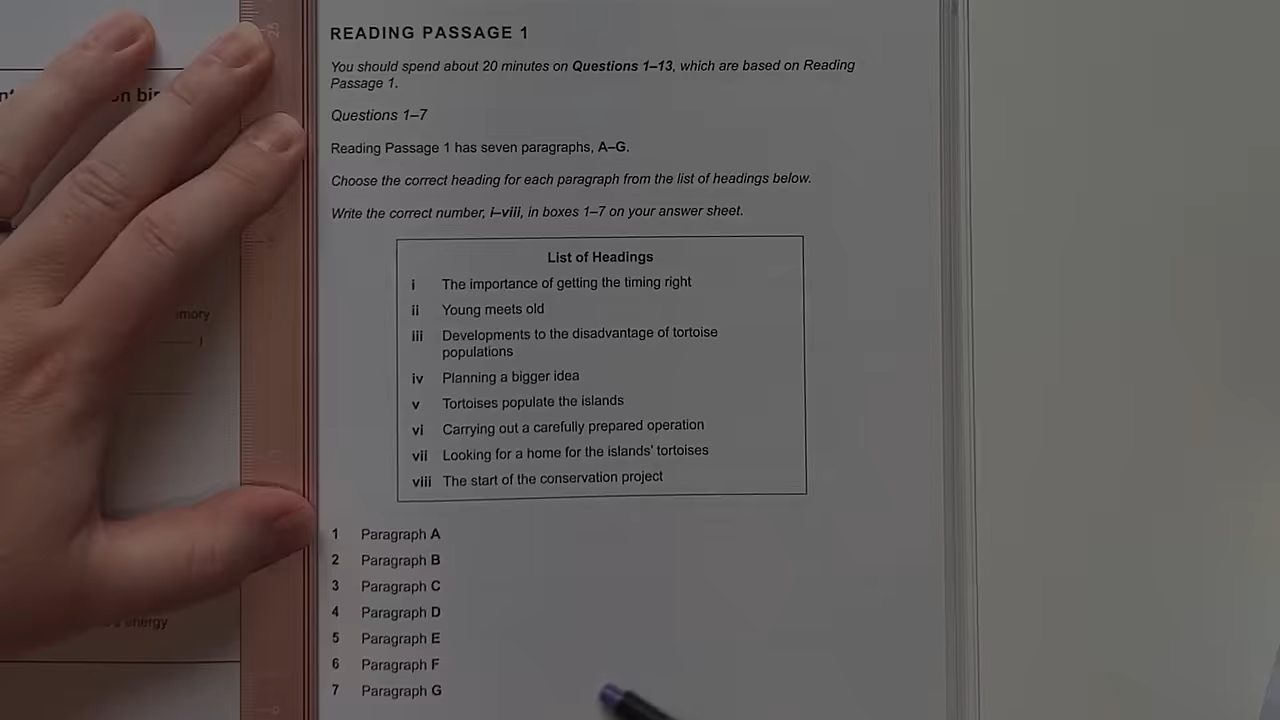 READING PASSAGE 1
You should spend about 20 minutes on Questions 1–13, which are based on Reading
Passage 1.
Questions 1–7
Reading Passage 1 has seven paragraphs, A–G.
Choose the correct heading for each paragraph from the list of headings below.
Write the correct number, i–viii, in boxes 1–7 on your answer sheet.
List of Headings
i The importance of getting the timing right
ii Young meets old
iii Developments to the disadvantage of tortoise
populations
iv Planning a bigger idea
v Tortoises populate the islands
vi Carrying out a carefully prepared operation
vii Looking for a home for the islands' tortoises
viii The start of the conservation project
1 Paragraph A
2 Paragraph B
3 Paragraph C
4 Paragraph D
5 Paragraph E
6 Paragraph F
7 Paragraph G
energy